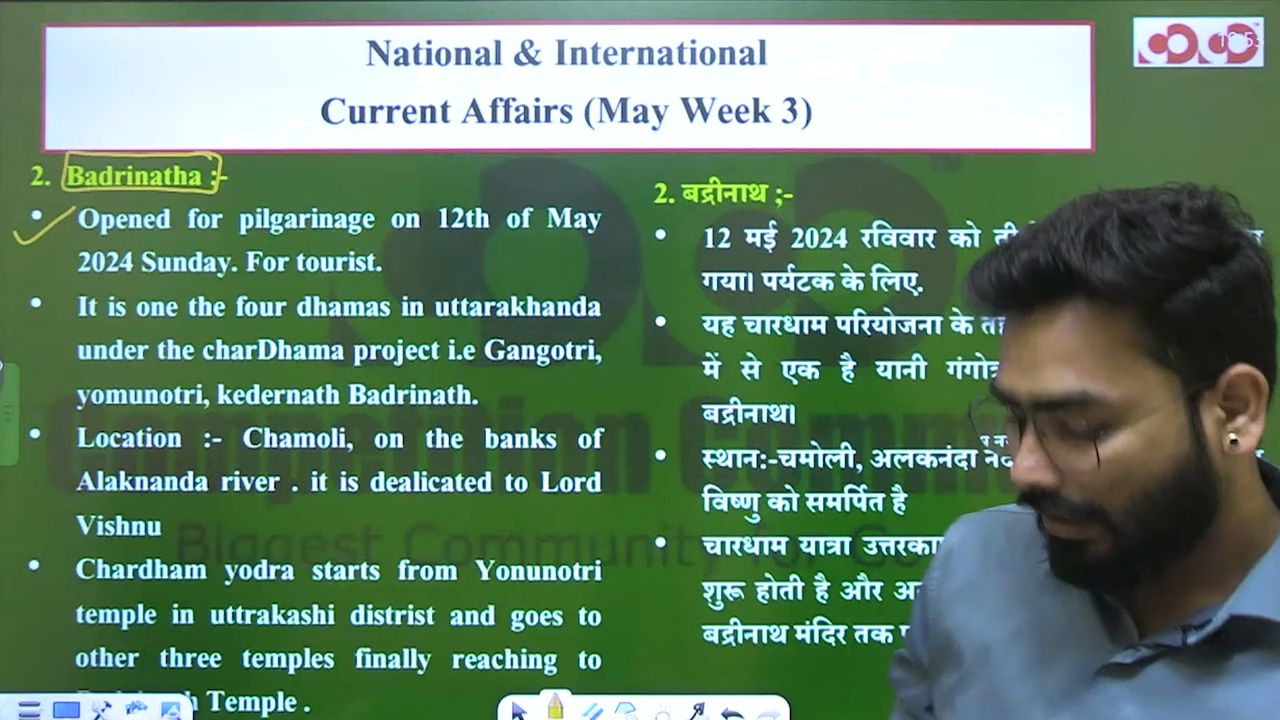 National & International
Current Affairs (May Week 3)
2. Badrinatha :-
• Opened for pilgarinage on 12th of May
2024 Sunday. For tourist.
• It is one the four dhamas in uttarakhanda
under the charDhama project i.e Gangotri,
yomunotri, kedernath Badrinath.
• Location :- Chamoli, on the banks of
Alaknanda river . it is dealicated to Lord
Vishnu
• Chardham yodra starts from Yonunotri
temple in uttrakashi distrist and goes to
other three temples finally reaching to
Temple .
2. बद्रीनाथ ;-
• 12 मई 2024 रविवार को
गया। पर्यटक के लिए.
• यह चारधाम परियोजना के
में से एक है यानी
बद्रीनाथ।
• स्थान:-चमोली, अलकनंदा
विष्णु को समर्पित है
• चारधाम यात्रा
शुरू होती है और
बद्रीनाथ मंदिर तक
Biggest Community for